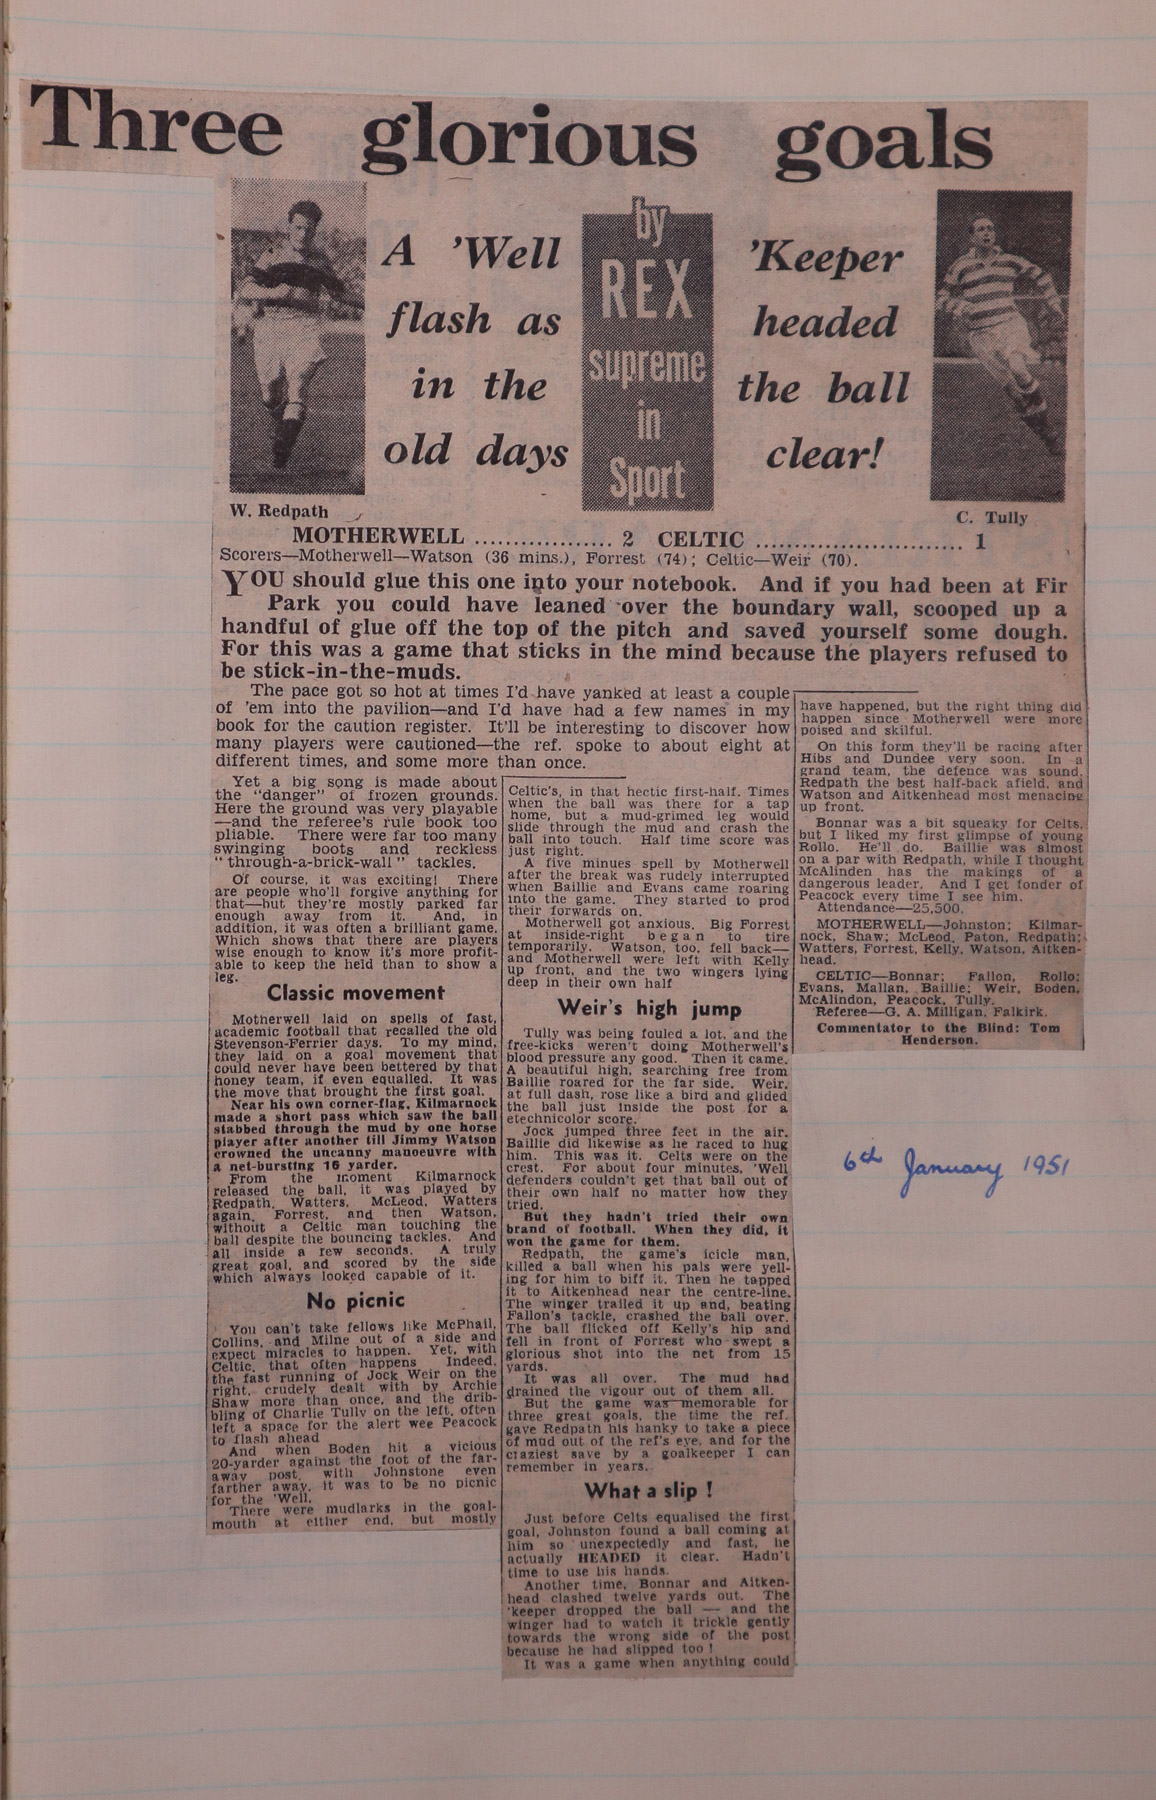 Three glorious goals
A 'Well
flash as
in the
old days
by
REX
supreme
in
Sport
'Keeper
headed
the ball
clear!
W. Redpath
C. Tully
MOTHERWELL ................. 2 CELTIC ........................... 1
Scorers—Motherwell—Watson (36 mins.), Forrest (74); Celtic—Weir (70).
YOU should glue this one into your notebook. And if you had been at Fir
Park you could have leaned over the boundary wall, scooped up a
handful of glue off the top of the pitch and saved yourself some dough.
For this was a game that sticks in the mind because the players refused to
be stick-in-the-muds.
The pace got so hot at times I'd have yanked at least a couple
of 'em into the pavilion—and I'd have had a few names in my
book for the caution register. It'll be interesting to discover how
many players were cautioned—the ref. spoke to about eight at
different times, and some more than once.
Yet a big song is made about
the "danger" of frozen grounds.
Here the ground was very playable
—and the referee's rule book too
pliable. There were far too many
swinging boots and reckless
"through-a-brick-wall" tackles.
Of course, it was exciting! There
are people who'll forgive anything for
that—but they're mostly parked far
enough away from it. And, in
addition, it was often a brilliant game.
Which shows that there are players
wise enough to know it's more profit-
able to keep the held than to show a
leg.
Classic movement
Motherwell laid on spells of fast,
academic football that recalled the old
Stevenson-Ferrier days. To my mind,
they laid on a goal movement that
could never have been bettered by that
honey team, if even equalled. It was
the move that brought the first goal.
Near his own corner-flag, Kilmarnock
made a short pass which saw the ball
stabbed through the mud by one horse
player after another till Jimmy Watson
crowned the uncanny manoeuvre with
a net-bursting 16 yarder.
From the moment Kilmarnock
released the ball, it was played by
Redpath, Watters, McLeod, Watters
again, Forrest, and then Watson,
without a Celtic man touching the
ball despite the bouncing tackles. And
all inside a few seconds. A truly
great goal, and scored by the side
which always looked capable of it.
No picnic
You can't take fellows like McPhail,
Collins, and Milne out of a side and
expect miracles to happen. Yet, with
Celtic, that often happens Indeed,
the fast running of Jock Weir on the
right, crudely dealt with by Archie
Shaw more than once, and the drib-
bling of Charlie Tully on the left, often
left a space for the alert wee Peacock
to flash ahead
And when Boden hit a vicious
20-yarder against the foot of the far-
away post, with Johnstone even
farther away, it was to be no picnic
for the 'Well.
There were mudlarks in the goal-
mouth at either end, but mostly
Celtic's, in that hectic first-half. Times
when the ball was there for a tap
home, but a mud-grimed leg would
slide through the mud and crash the
ball into touch. Half time score was
just right.
A five minues spell by Motherwell
after the break was rudely interrupted
when Baillie and Evans came roaring
into the game. They started to prod
their forwards on.
Motherwell got anxious. Big Forrest
at inside-right began to tire
temporarily. Watson, too, fell back—
and Motherwell were left with Kelly
up front, and the two wingers lying
deep in their own half
Weir's high jump
Tully was being fouled a lot, and the
free-kicks weren't doing Motherwell's
blood pressure any good. Then it came.
A beautiful high, searching free from
Baillie roared for the far side. Weir,
at full dash, rose like a bird and glided
the ball just inside the post for a
etechnicolor score.
Jock jumped three feet in the air.
Baillie did likewise as he raced to hug
him. This was it. Celts were on the
crest. For about four minutes, 'Well
defenders couldn't get that ball out of
their own half no matter how they
tried.
But they hadn't tried their own
brand of football. When they did, it
won the game for them.
Redpath, the game's icicle man,
killed a ball when his pals were yell-
ing for him to biff it. Then he tapped
it to Aitkenhead near the centre-line.
The winger trailed it up and, beating
Fallon's tackle, crashed the ball over.
The ball flicked off Kelly's hip and
fell in front of Forrest who swept a
glorious shot into the net from 15
yards.
It was all over. The mud had
drained the vigour out of them all.
But the game was memorable for
three great goals, the time the ref.
gave Redpath his hanky to take a piece
of mud out of the ref's eye, and for the
craziest save by a goalkeeper I can
remember in years.
What a slip !
Just before Celts equalised the first
goal, Johnston found a ball coming at
him so unexpectedly and fast, he
actually HEADED it clear. Hadn't
time to use his hands.
Another time, Bonnar and Aitken-
head clashed twelve yards out. The
'keeper dropped the ball — and the
winger had to watch it trickle gently
towards the wrong side of the post
because he had slipped too !
It was a game when anything could
have happened, but the right thing did
happen since Motherwell were more
poised and skilful.
On this form they'll be racing after
Hibs and Dundee very soon. In a
grand team, the defence was sound,
Redpath the best half-back afield, and
Watson and Aitkenhead most menacing
up front.
Bonnar was a bit squeaky for Celts,
but I liked my first glimpse of young
Rollo. He'll do. Baillie was almost
on a par with Redpath, while I thought
McAlinden has the makings of a
dangerous leader. And I get fonder of
Peacock every time I see him.
Attendance—25,500.
MOTHERWELL—Johnston; Kilmar-
nock, Shaw; McLeod, Paton, Redpath;
Watters, Forrest, Kelly, Watson, Aitken-
head.
CELTIC—Bonnar; Fallon, Rollo;
Evans, Mallan, Baillie; Weir, Boden,
McAlindon, Peacock, Tully.
Referee—G. A. Milligan, Falkirk.
Commentator to the Blind: Tom
Henderson.
6th January 1951